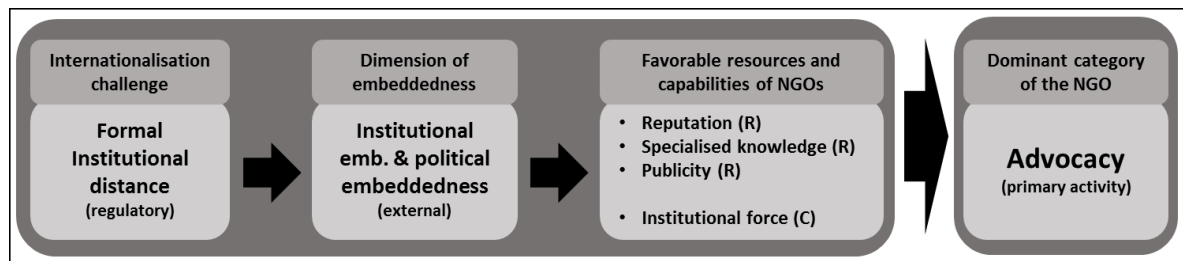 Internationalisation
challenge
Formal
Institutional
distance
(regulatory)
Dimension of
embeddedness
Institutional
emb. & political
embeddedness
(external)
Favorable resources and
capabilities of NGOs
• Reputation (R)
• Specialised knowledge (R)
• Publicity (R)
• Institutional force (C)
Dominant category
of the NGO
Advocacy
(primary activity)